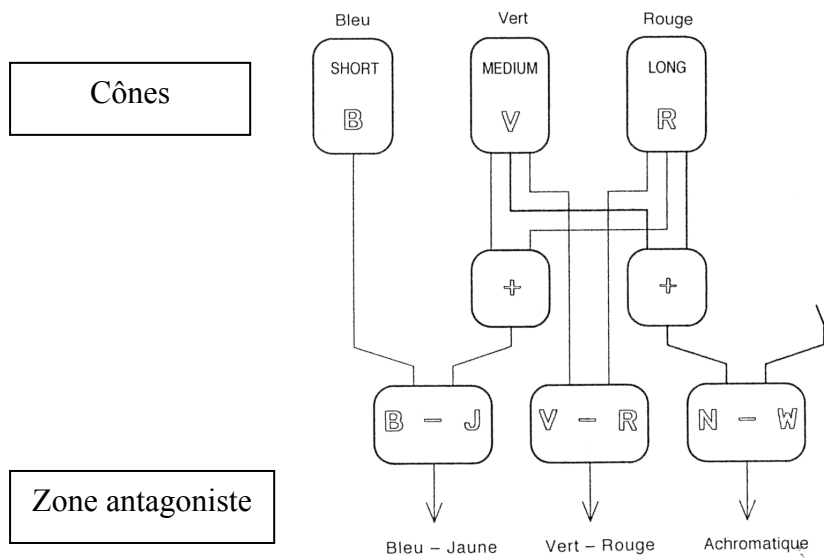 Bleu Vert Rouge
Cônes
SHORT MEDIUM LONG
B V R
+ +
B – J V – R N – W
Zone antagoniste
Bleu – Jaune Vert – Rouge Achromatique